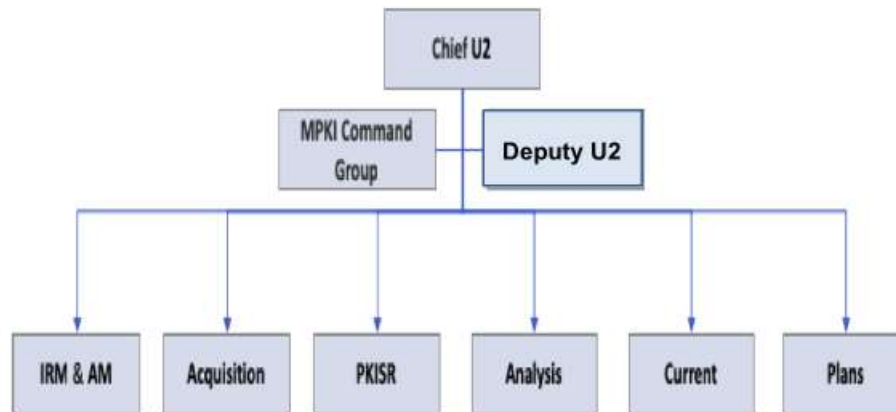 Chief U2
MPKI Command
Group
Deputy U2
IRM & AM
Acquisition
PKISR
Analysis
Current
Plans